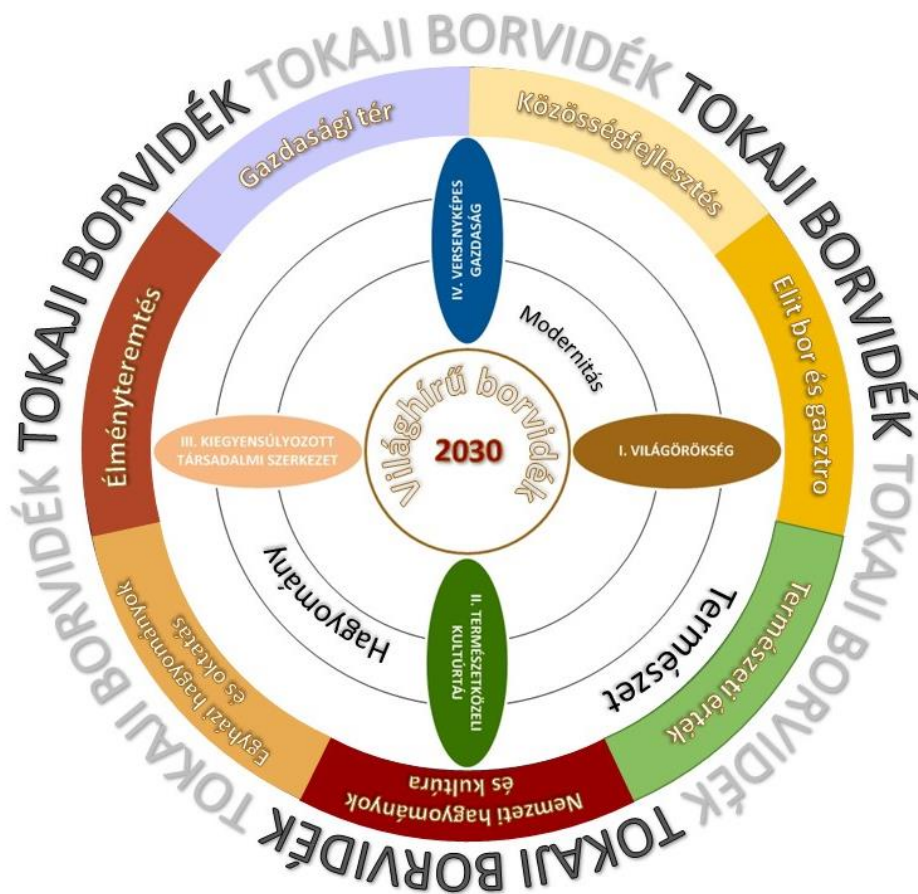 TOKAJI BORVIDÉK
TOKAJI BORVIDÉK
TOKAJI BORVIDÉK
TOKAJI BORVIDÉK
TOKAJI BORVIDÉK
TOKAJI BORVIDÉK
Gazdasági tér
Közösségfejlesztés
Elit bor és gasztro
Természeti érték
Nemzeti hagyományok
és kultúra
Egyházi hagyományok
és oktatás
Élményteremtés
IV. VERSENYKÉPES
GAZDASÁG
Modernitás
I. VILÁGÖRÖKSÉG
Természet
II. TERMÉSZETKÖZELI
KULTÚRTÁJ
Hagyomány
III. KIEGYENSÚLYOZOTT
TÁRSADALMI SZERKEZET
Világhírű borvidék
2030